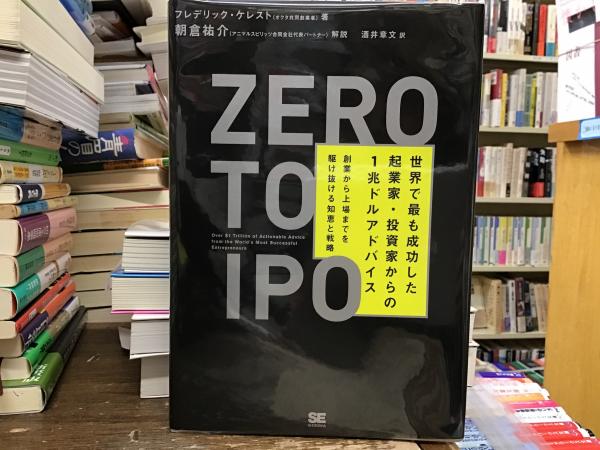 フレデリック・ケレスト(オクタ共同創業者) 著
朝倉祐介(アニマルスピリッツ合同会社代表パートナー) 解説 酒井章文 訳
ZERO
TO
IPO
世界で最も成功した
起業家・投資家からの
1兆ドルアドバイス
創業から上場までを
駆け抜ける知恵と戦略
Over $1 Trillion of Actionable Advice
from the World's Most Successful
Entrepreneurs
SE
SHOEISHA